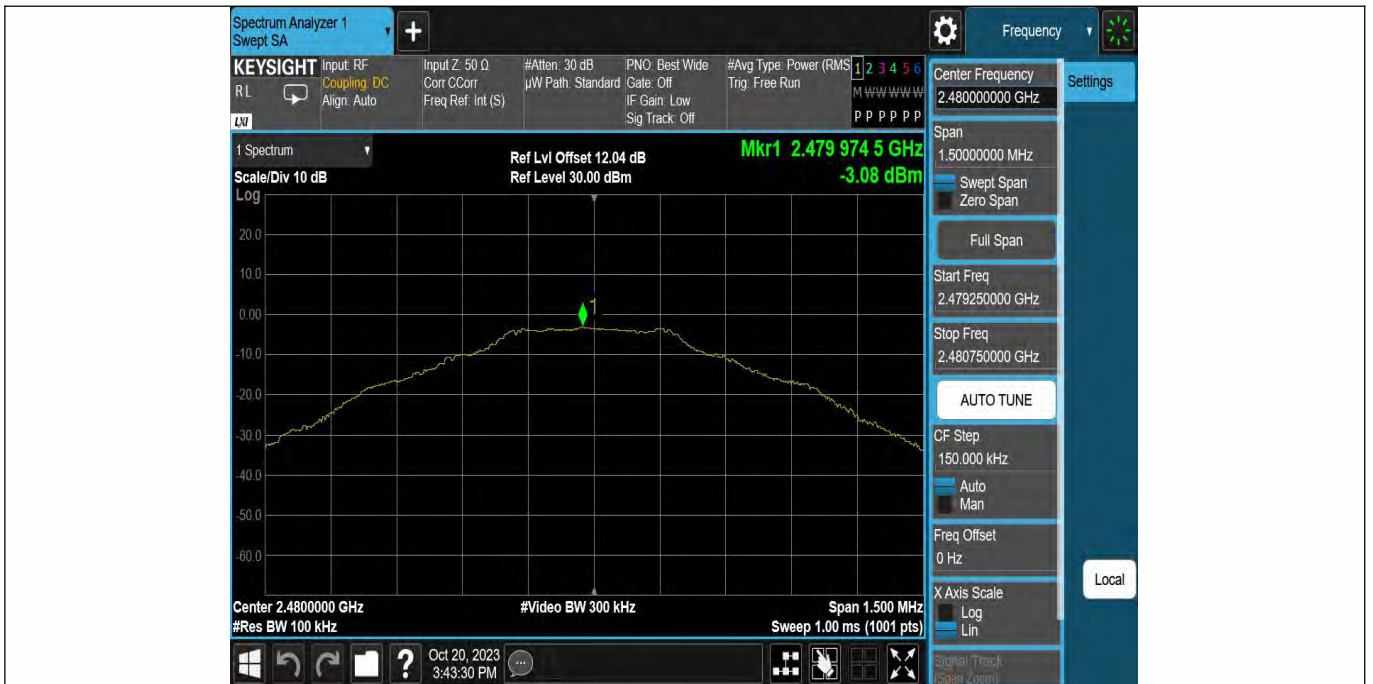 Spectrum Analyzer 1
Swept SA
+
Frequency
KEYSIGHT
RL
LXI
Input: RF
Coupling: DC
Align: Auto
Input Z: 50 Ω
Corr CCorr
Freq Ref: Int (S)
#Atten: 30 dB
µW Path: Standard
PNO: Best Wide
Gate: Off
IF Gain: Low
Sig Track: Off
#Avg Type: Power (RMS
Trig: Free Run
1 2 3 4 5 6
M W W W W W
P P P P P P
1 Spectrum
Scale/Div 10 dB
Log
Ref Lvl Offset 12.04 dB
Ref Level 30.00 dBm
Mkr1 2.479 974 5 GHz
-3.08 dBm
20.0
10.0
0.00
-10.0
-20.0
-30.0
-40.0
-50.0
-60.0
1
Center 2.4800000 GHz
#Res BW 100 kHz
#Video BW 300 kHz
Span 1.500 MHz
Sweep 1.00 ms (1001 pts)
Center Frequency
2.480000000 GHz
Settings
Span
1.50000000 MHz
Swept Span
Zero Span
Full Span
Start Freq
2.479250000 GHz
Stop Freq
2.480750000 GHz
AUTO TUNE
CF Step
150.000 kHz
Auto
Man
Freq Offset
0 Hz
X Axis Scale
Log
Lin
Local
Signal Track
(Span Zoom)
?
Oct 20, 2023
3:43:30 PM